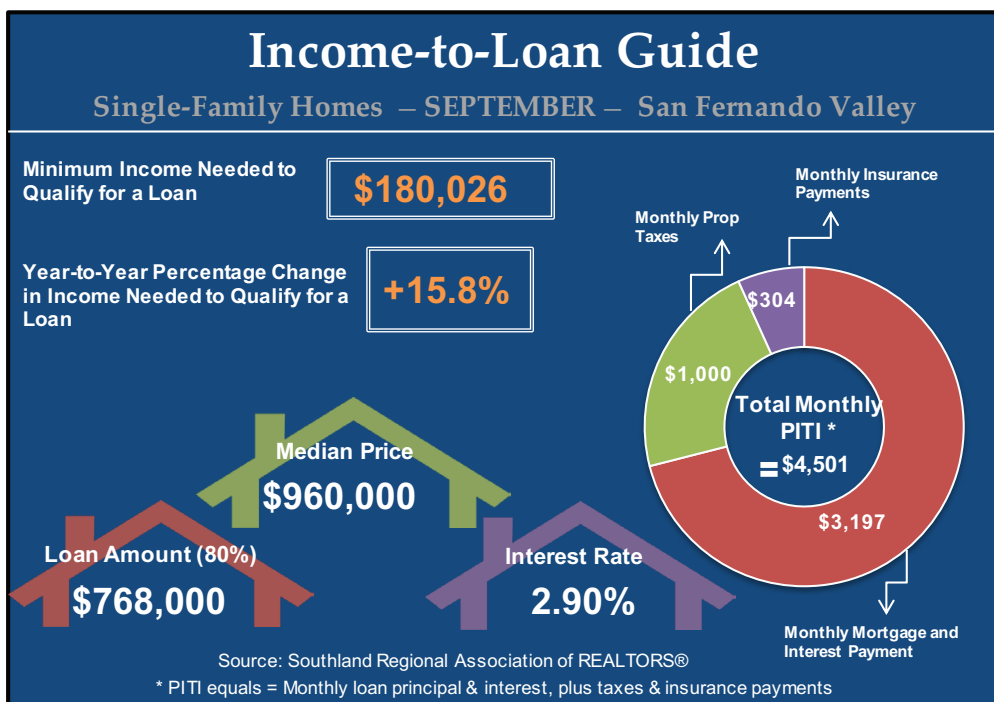 Income-to-Loan Guide
Single-Family Homes – SEPTEMBER – San Fernando Valley
Minimum Income Needed to
Qualify for a Loan
$180,026
Year-to-Year Percentage Change
in Income Needed to Qualify for a
Loan
+15.8%
Monthly Insurance
Payments
Monthly Prop
Taxes
$304
$1,000
Total Monthly
PITI *
= $4,501
$3,197
Monthly Mortgage and
Interest Payment
Median Price
$960,000
Loan Amount (80%)
$768,000
Interest Rate
2.90%
Source: Southland Regional Association of REALTORS®
* PITI equals = Monthly loan principal & interest, plus taxes & insurance payments